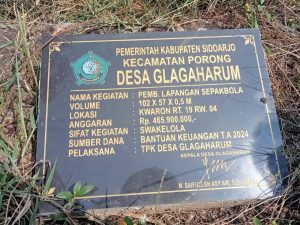 PEMERINTAH KABUPATEN SIDOARJO
KECAMATAN PORONG
DESA GLAGAHARUM
NAMA KEGIATAN : PEMB. LAPANGAN SEPAKBOLA
VOLUME : 102 X 57 X 0,5 M
LOKASI : KWARON RT. 19 RW. 04
ANGGARAN : Rp. 465.900.000,-
SIFAT KEGIATAN : SWAKELOLA
SUMBER DANA : BANTUAN KEUANGAN T.A 2024
PELAKSANA : TPK DESA GLAGAHARUM
KEPALA DESA GLAGAHARUM